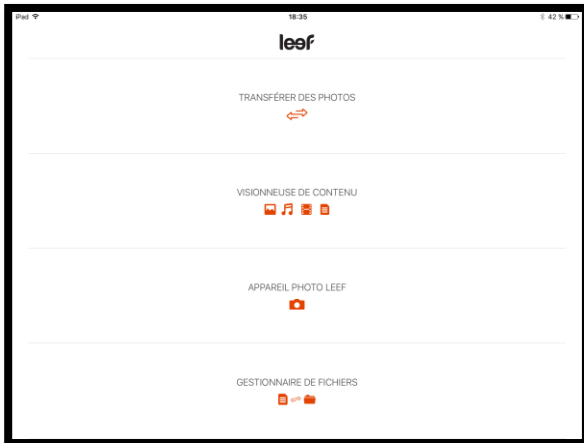 iPad 18:35 42 %
leef
TRANSFÉRER DES PHOTOS
VISIONNEUSE DE CONTENU
APPAREIL PHOTO LEEF
GESTIONNAIRE DE FICHIERS